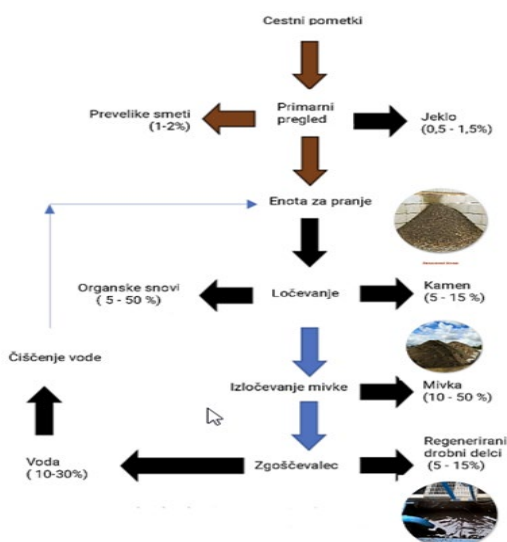 Cestni pometki
Prevelike smeti
(1-2%)
Primarni
pregled
Jeklo
(0,5 - 1,5%)
Enota za pranje
Organske snovi
( 5 - 50 %)
Ločevanje
Kamen
(5 - 15 %)
Čiščenje vode
Izločevanje mivke
Mivka
(10 - 50 %)
Voda
( 10-30%)
Zgoščevalec
Regenerirani
drobni delci
(5 - 15%)